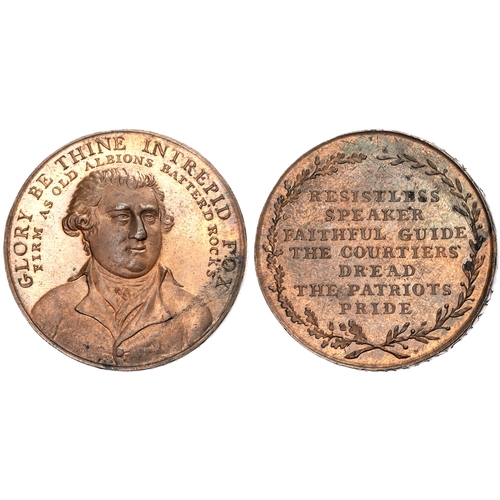 GLORY BE THINE INTREPID FOX
FIRM AS OLD ALBIONS BATTER'D ROCKS
RESISTLESS
SPEAKER
FAITHFUL GUIDE
THE COURTIERS
DREAD
THE PATRIOTS
PRIDE